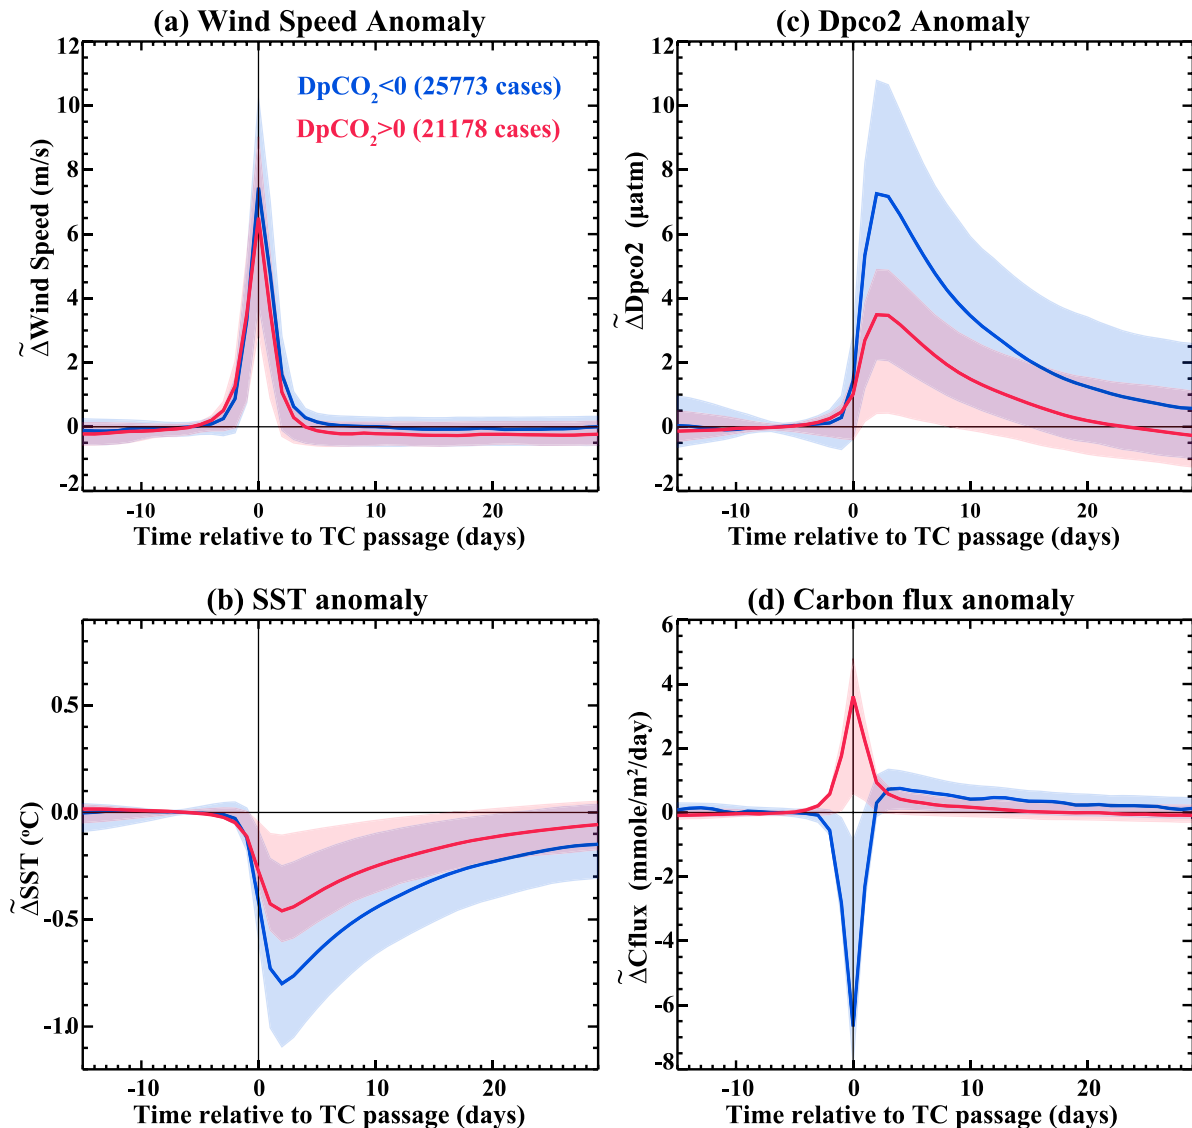 (a) Wind Speed Anomaly
12
10
8
6
4
2
0
-2
Δ̃Wind Speed (m/s)
DpCO₂<0 (25773 cases)
DpCO₂>0 (21178 cases)
-10 0 10 20
Time relative to TC passage (days)
(c) Dpco2 Anomaly
12
10
8
6
4
2
0
-2
Δ̃Dpco2 (µatm)
-10 0 10 20
Time relative to TC passage (days)
(b) SST anomaly
0.5
0.0
-0.5
-1.0
Δ̃SST (ºC)
-10 0 10 20
Time relative to TC passage (days)
(d) Carbon flux anomaly
6
4
2
0
-2
-4
-6
-8
Δ̃Cflux (mmole/m²/day)
-10 0 10 20
Time relative to TC passage (days)